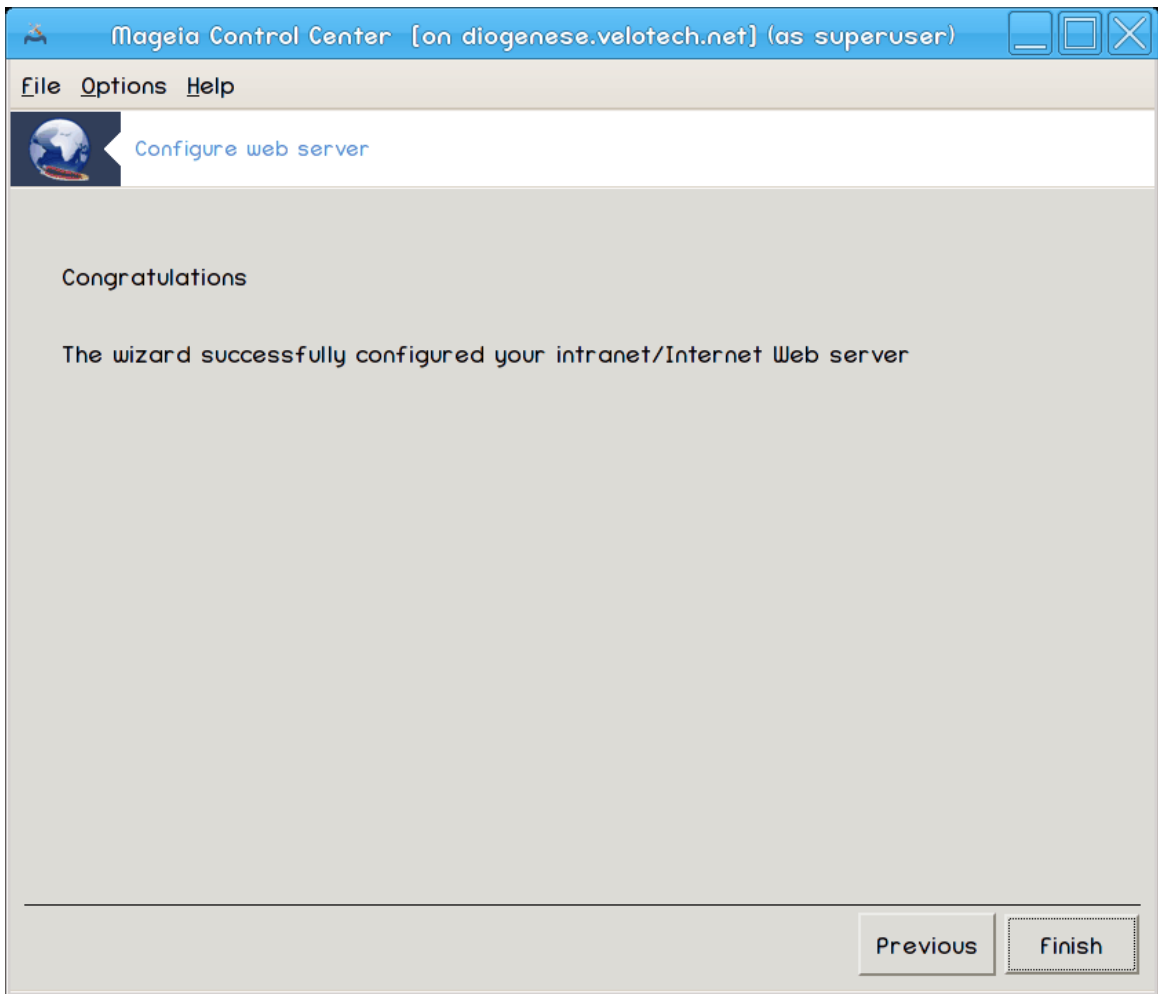 Mageia Control Center [on diogenese.velotech.net] (as superuser)
File Options Help
Configure web server
Congratulations
The wizard successfully configured your intranet/Internet Web server
Previous Finish